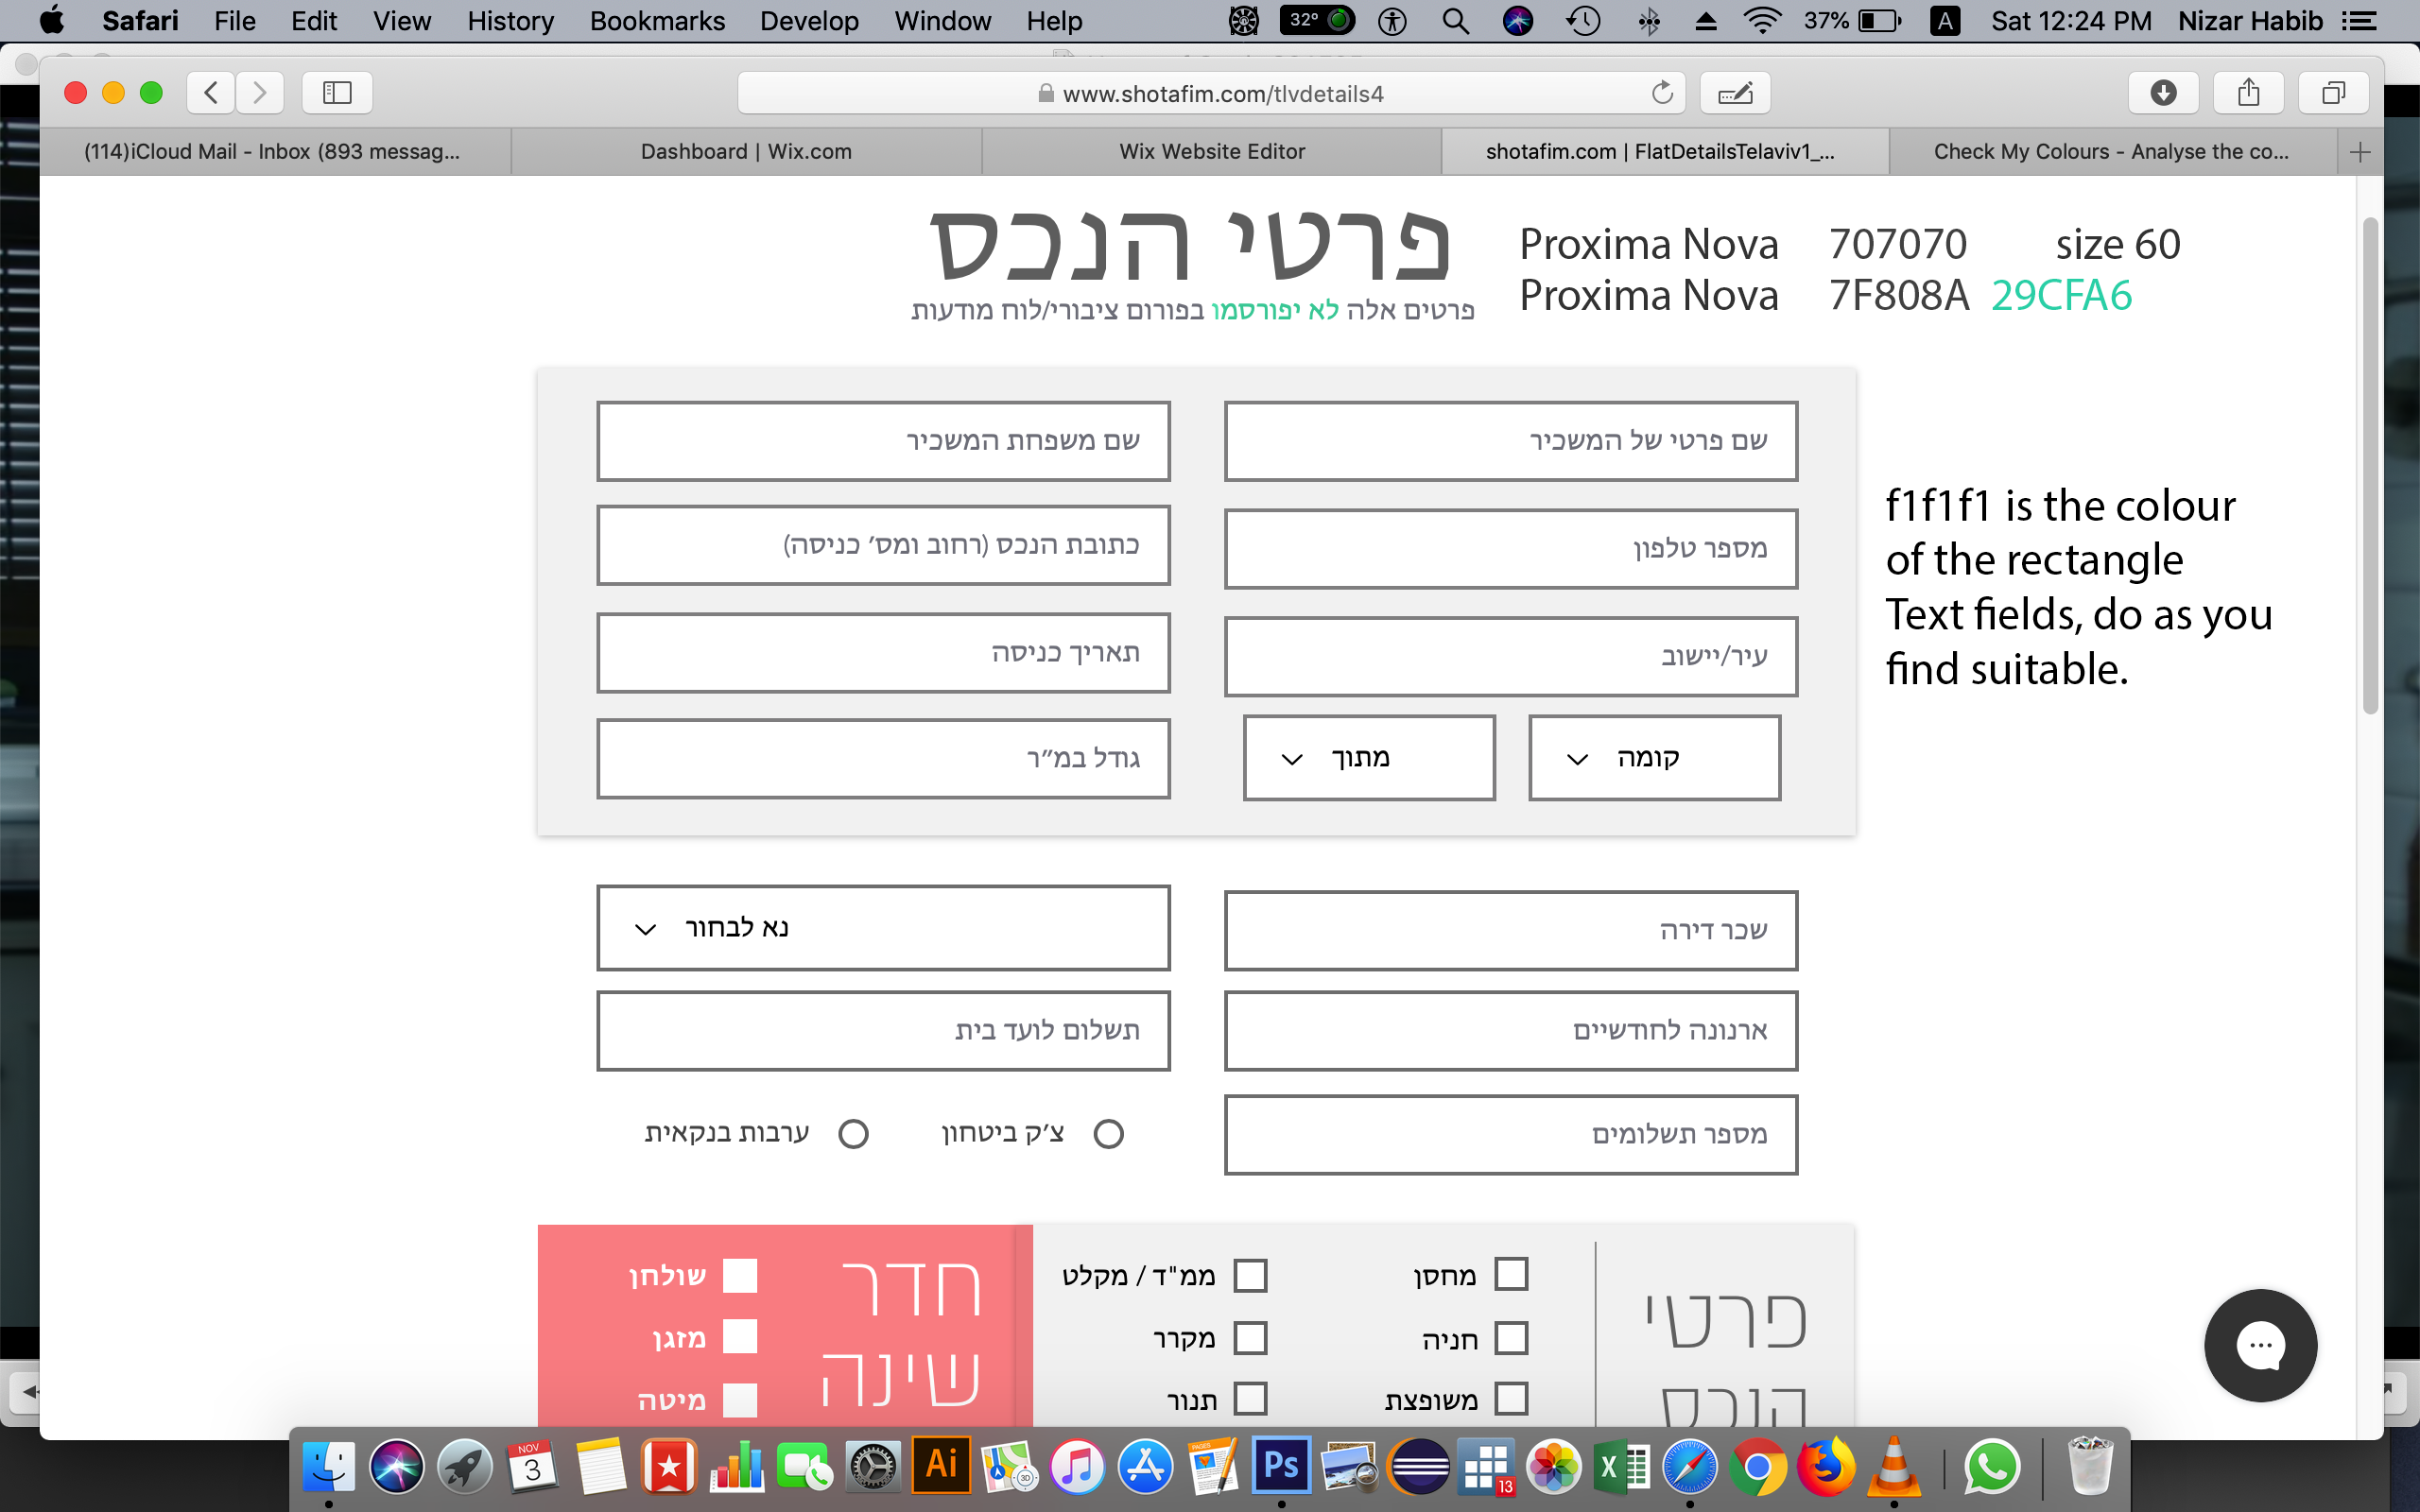 Safari File Edit View History Bookmarks Develop Window Help 32° 37% A Sat 12:24 PM Nizar Habib
www.shotafim.com/tlvdetails4
(114)iCloud Mail - Inbox (893 messag... Dashboard | Wix.com Wix Website Editor shotafim.com | FlatDetailsTelaviv1_... Check My Colours - Analyse the co...
פרטי הנכס
Proxima Nova 707070 size 60
פרטים אלה לא יפורסמו בפורום ציבורי/לוח מודעות
Proxima Nova 7F808A 29CFA6
שם פרטי של המשכיר
שם משפחת המשכיר
מספר טלפון
כתובת הנכס (רחוב ומס׳ כניסה)
עיר/יישוב
תאריך כניסה
קומה
מתוך
גודל במ״ר
f1f1f1 is the colour
of the rectangle
Text fields, do as you
find suitable.
שכר דירה
נא לבחור
ארנונה לחודשיים
תשלום לועד בית
מספר תשלומים
צ׳ק ביטחון
ערבות בנקאית
פרטי
הנכס
מחסן
ממ"ד / מקלט
חניה
מקרר
משופצת
תנור
חדר
שינה
שולחן
מזגן
מיטה
NOV
3
Ai
3D
PAGES
Ps
13
X